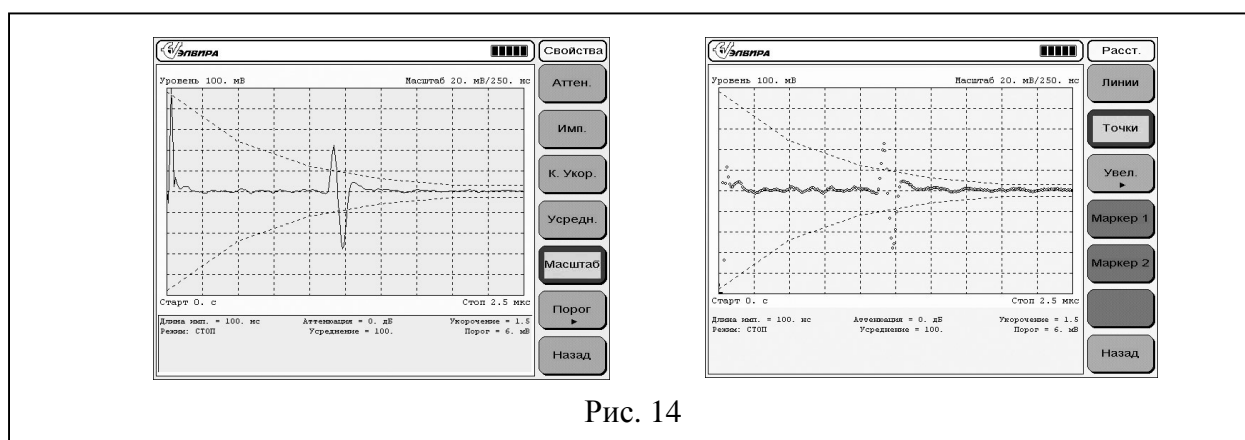 ЭЛВИРА
Свойства
Уровень 100. мВ
Масштаб 20. мВ/250. нс
Аттен.
Имп.
К. Укор.
Усредн.
Масштаб
Порог
Назад
Старт 0. с
Стоп 2.5 мкс
Длина имп. = 100. нс
Аттенюация = 0. дБ
Укорочение = 1.5
Режим: СТОП
Усреднение = 100.
Порог = 6. мВ
ЭЛВИРА
Расст.
Уровень 100. мВ
Масштаб 20. мВ/250. нс
Линии
Точки
Увел.
Маркер 1
Маркер 2
Назад
Старт 0. с
Стоп 2.5 мкс
Длина имп. = 100. нс
Аттенюация = 0. дБ
Укорочение = 1.5
Режим: СТОП
Усреднение = 100.
Порог = 6. мВ
Рис. 14